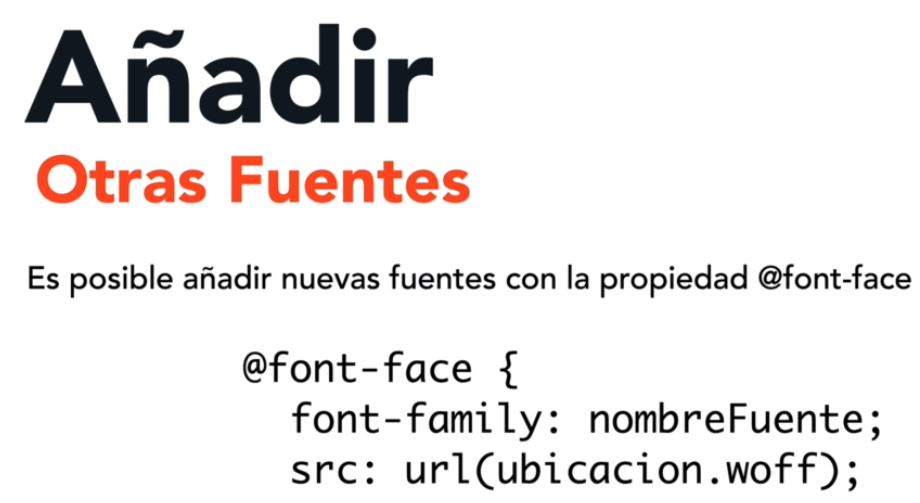 Añadir
Otras Fuentes
Es posible añadir nuevas fuentes con la propiedad @font-face
@font-face {
font-family: nombreFuente;
src: url(ubicacion.woff);